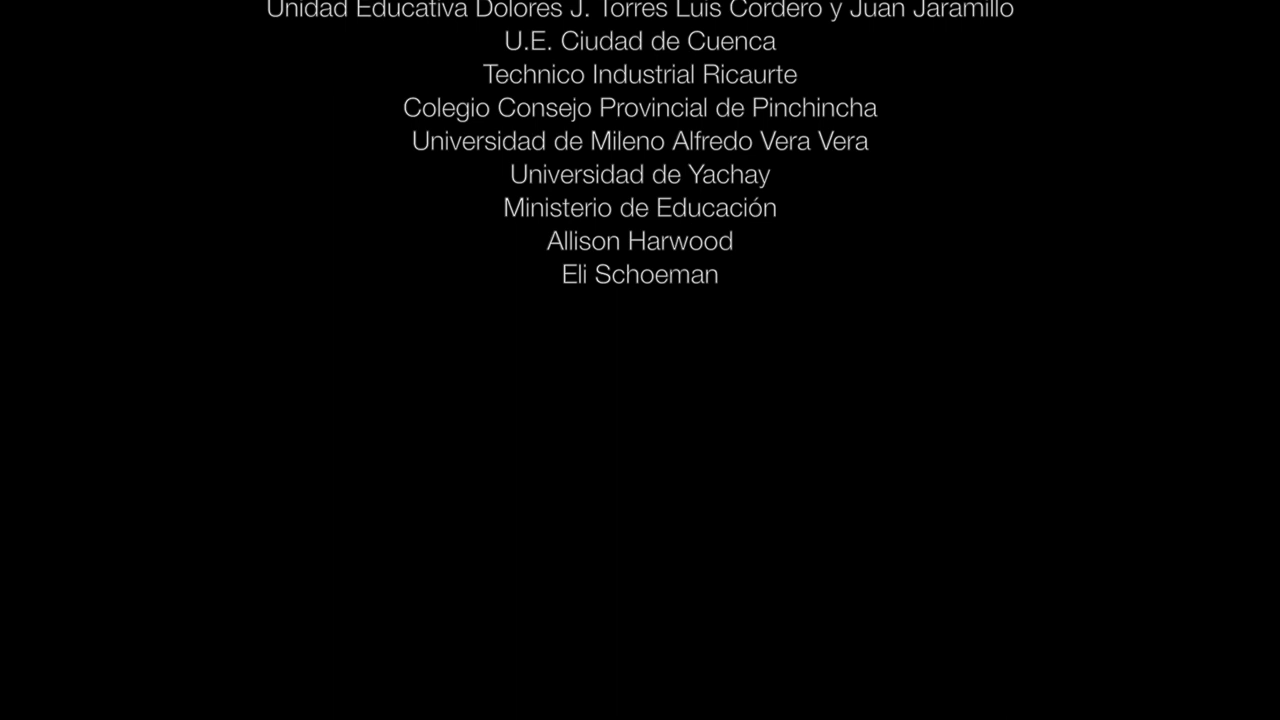 Unidad Educativa Dolores J. Torres Luis Cordero y Juan Jaramillo
U.E. Ciudad de Cuenca
Technico Industrial Ricaurte
Colegio Consejo Provincial de Pinchincha
Universidad de Mileno Alfredo Vera Vera
Universidad de Yachay
Ministerio de Educación
Allison Harwood
Eli Schoeman